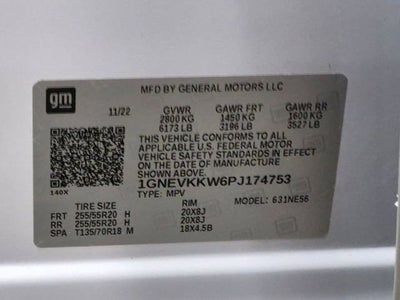 gm
MFD BY GENERAL MOTORS LLC
11/22 GVWR GAWR FRT GAWR RR
2800 KG 1450 KG 1600 KG
6173 LB 3196 LB 3527 LB
THIS VEHICLE CONFORMS TO ALL
APPLICABLE U.S. FEDERAL MOTOR
VEHICLE SAFETY STANDARDS IN EFFECT
ON THE DATE OF MANUFACTURE
SHOWN ABOVE.
1GNEVKKW6PJ174753
140X TYPE: MPV MODEL: 631NE56
TIRE SIZE RIM
FRT 255/55R20 H 20X8J
RR 255/55R20 H 20X8J
SPA T135/70R18 M 18X4.5B